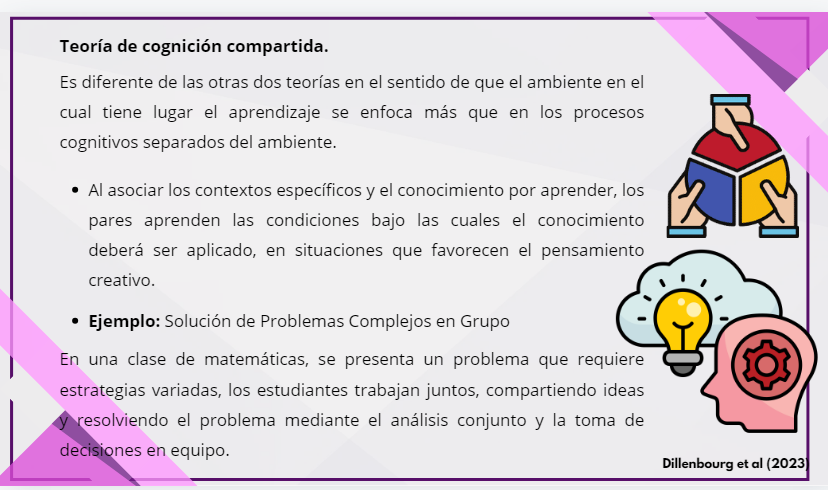 Teoría de cognición compartida.
Es diferente de las otras dos teorías en el sentido de que el ambiente en el
cual tiene lugar el aprendizaje se enfoca más que en los procesos
cognitivos separados del ambiente.
• Al asociar los contextos específicos y el conocimiento por aprender, los
pares aprenden las condiciones bajo las cuales el conocimiento
deberá ser aplicado, en situaciones que favorecen el pensamiento
creativo.
• Ejemplo: Solución de Problemas Complejos en Grupo
En una clase de matemáticas, se presenta un problema que requiere
estrategias variadas, los estudiantes trabajan juntos, compartiendo ideas
y resolviendo el problema mediante el análisis conjunto y la toma de
decisiones en equipo.
Dillenbourg et al (2023)